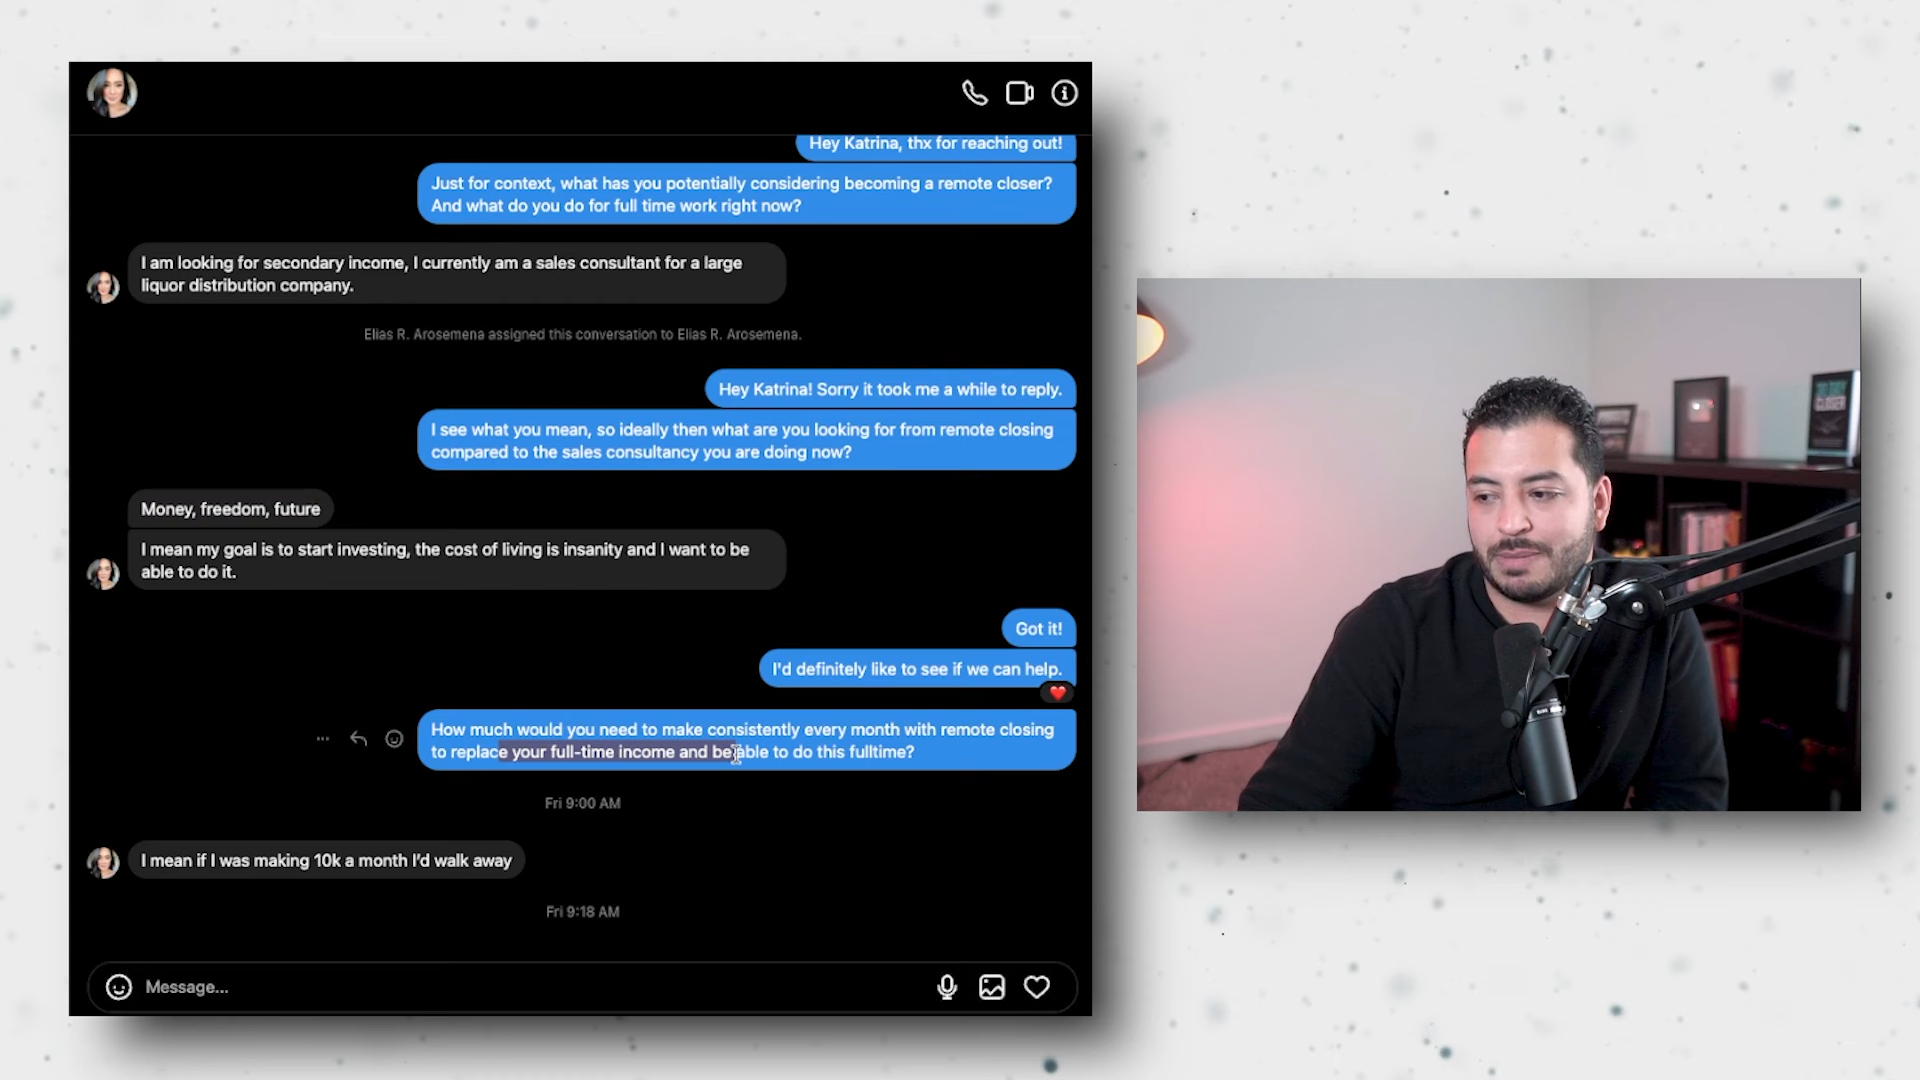 Hey Katrina, thx for reaching out!
Just for context, what has you potentially considering becoming a remote closer?
And what do you do for full time work right now?
I am looking for secondary income, I currently am a sales consultant for a large
liquor distribution company.
Elias R. Arosemena assigned this conversation to Elias R. Arosemena.
Hey Katrina! Sorry it took me a while to reply.
I see what you mean, so ideally then what are you looking for from remote closing
compared to the sales consultancy you are doing now?
Money, freedom, future
I mean my goal is to start investing, the cost of living is insanity and I want to be
able to do it.
Got it!
I'd definitely like to see if we can help.
How much would you need to make consistently every month with remote closing
to replace your full-time income and be able to do this fulltime?
Fri 9:00 AM
I mean if I was making 10k a month I'd walk away
Fri 9:18 AM
Message...